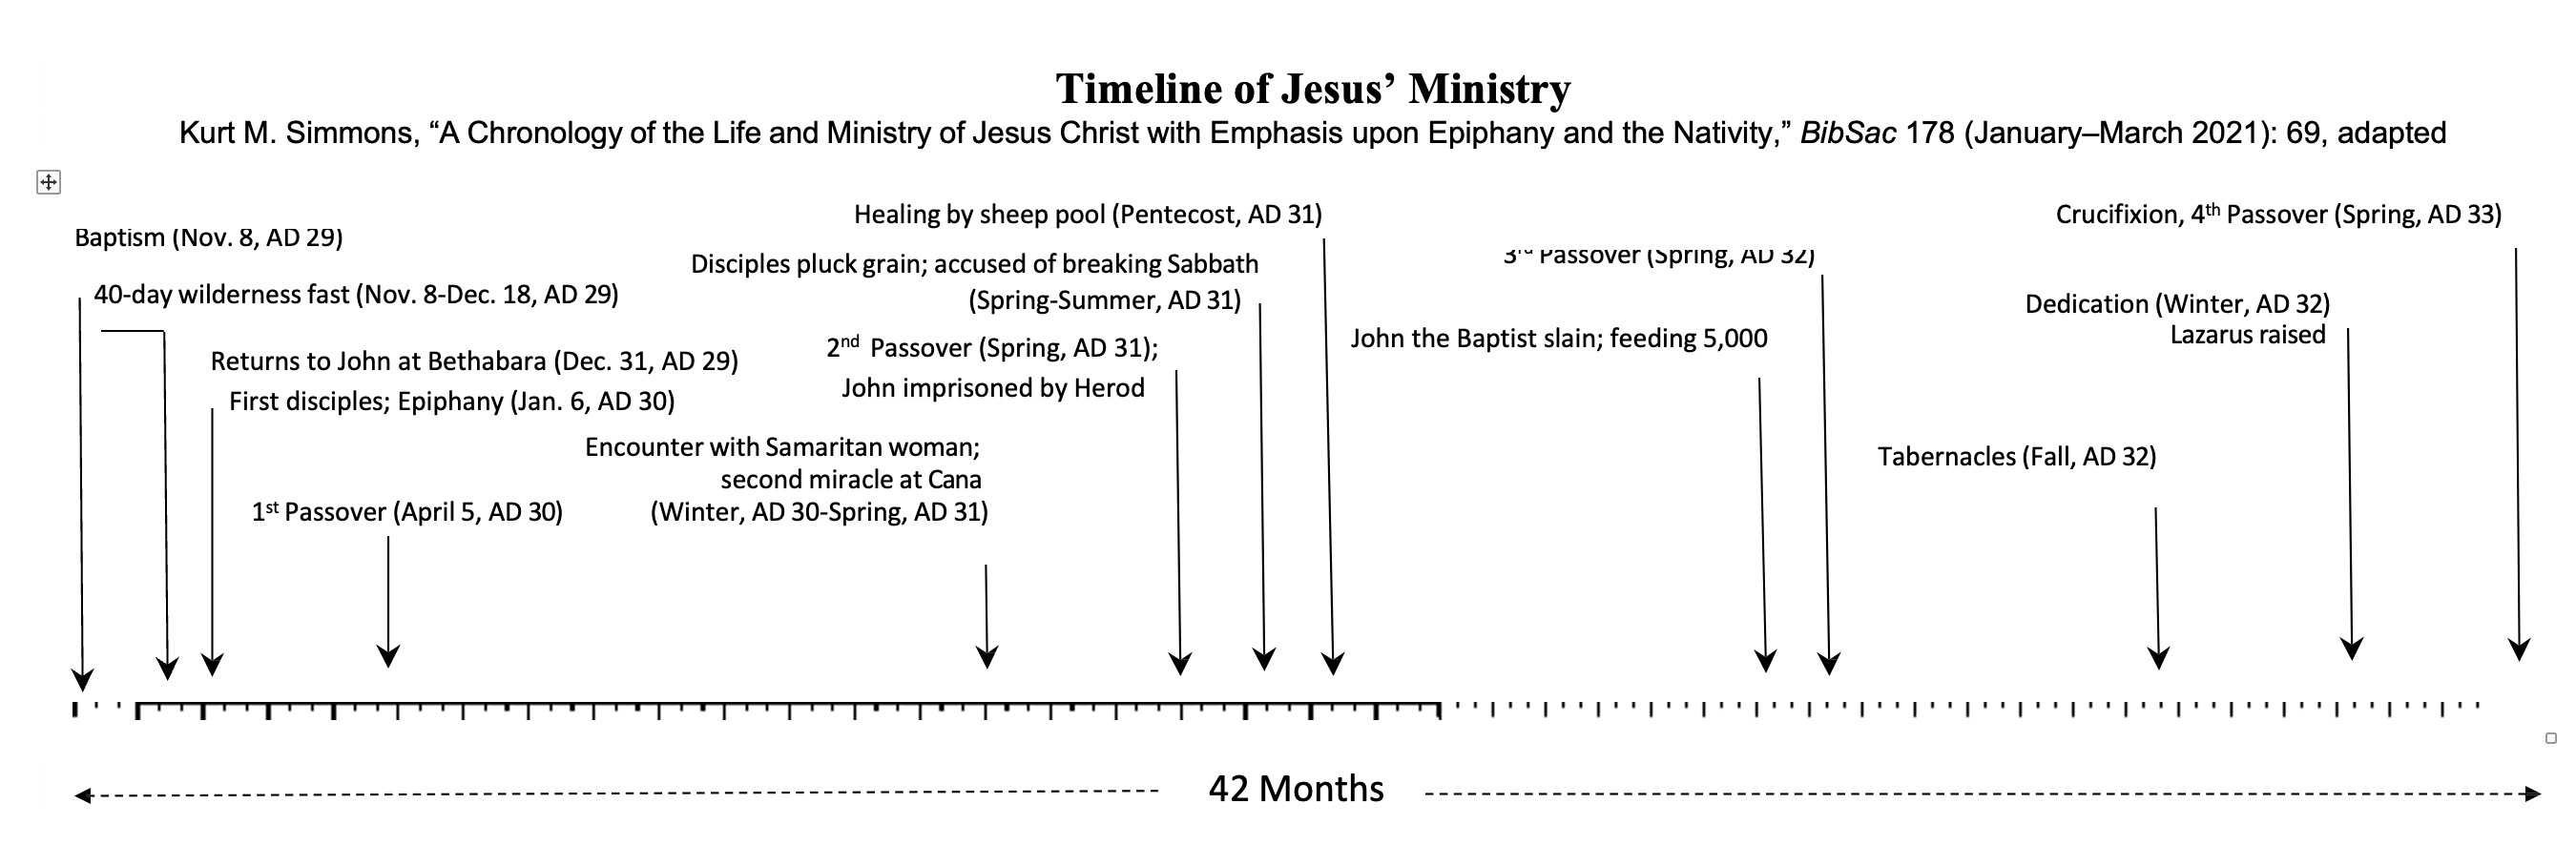 Timeline of Jesus’ Ministry
Kurt M. Simmons, “A Chronology of the Life and Ministry of Jesus Christ with Emphasis upon Epiphany and the Nativity,” BibSac 178 (January–March 2021): 69, adapted
Baptism (Nov. 8, AD 29)
40-day wilderness fast (Nov. 8-Dec. 18, AD 29)
Returns to John at Bethabara (Dec. 31, AD 29)
First disciples; Epiphany (Jan. 6, AD 30)
1st Passover (April 5, AD 30)
Encounter with Samaritan woman;
second miracle at Cana
(Winter, AD 30-Spring, AD 31)
2nd Passover (Spring, AD 31);
John imprisoned by Herod
Disciples pluck grain; accused of breaking Sabbath
(Spring-Summer, AD 31)
Healing by sheep pool (Pentecost, AD 31)
John the Baptist slain; feeding 5,000
3rd Passover (Spring, AD 32)
Tabernacles (Fall, AD 32)
Dedication (Winter, AD 32)
Lazarus raised
Crucifixion, 4th Passover (Spring, AD 33)
42 Months